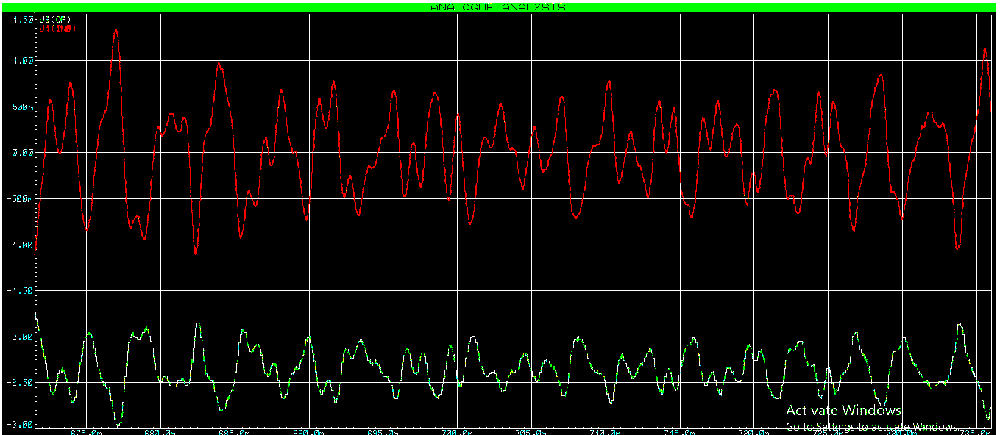 ANALOGUE ANALYSIS
1.50
U8(OP)
1.00
500m
0.00
-500m
-1.00
-1.50
-2.00
-2.50
-3.00
Activate Windows
Go to Settings to activate Windows.
675.0m 680.0m 685.0m 690.0m 695.0m 700.0m 705.0m 710.0m 715.0m 720.0m 725.0m 730.0m 735.0m